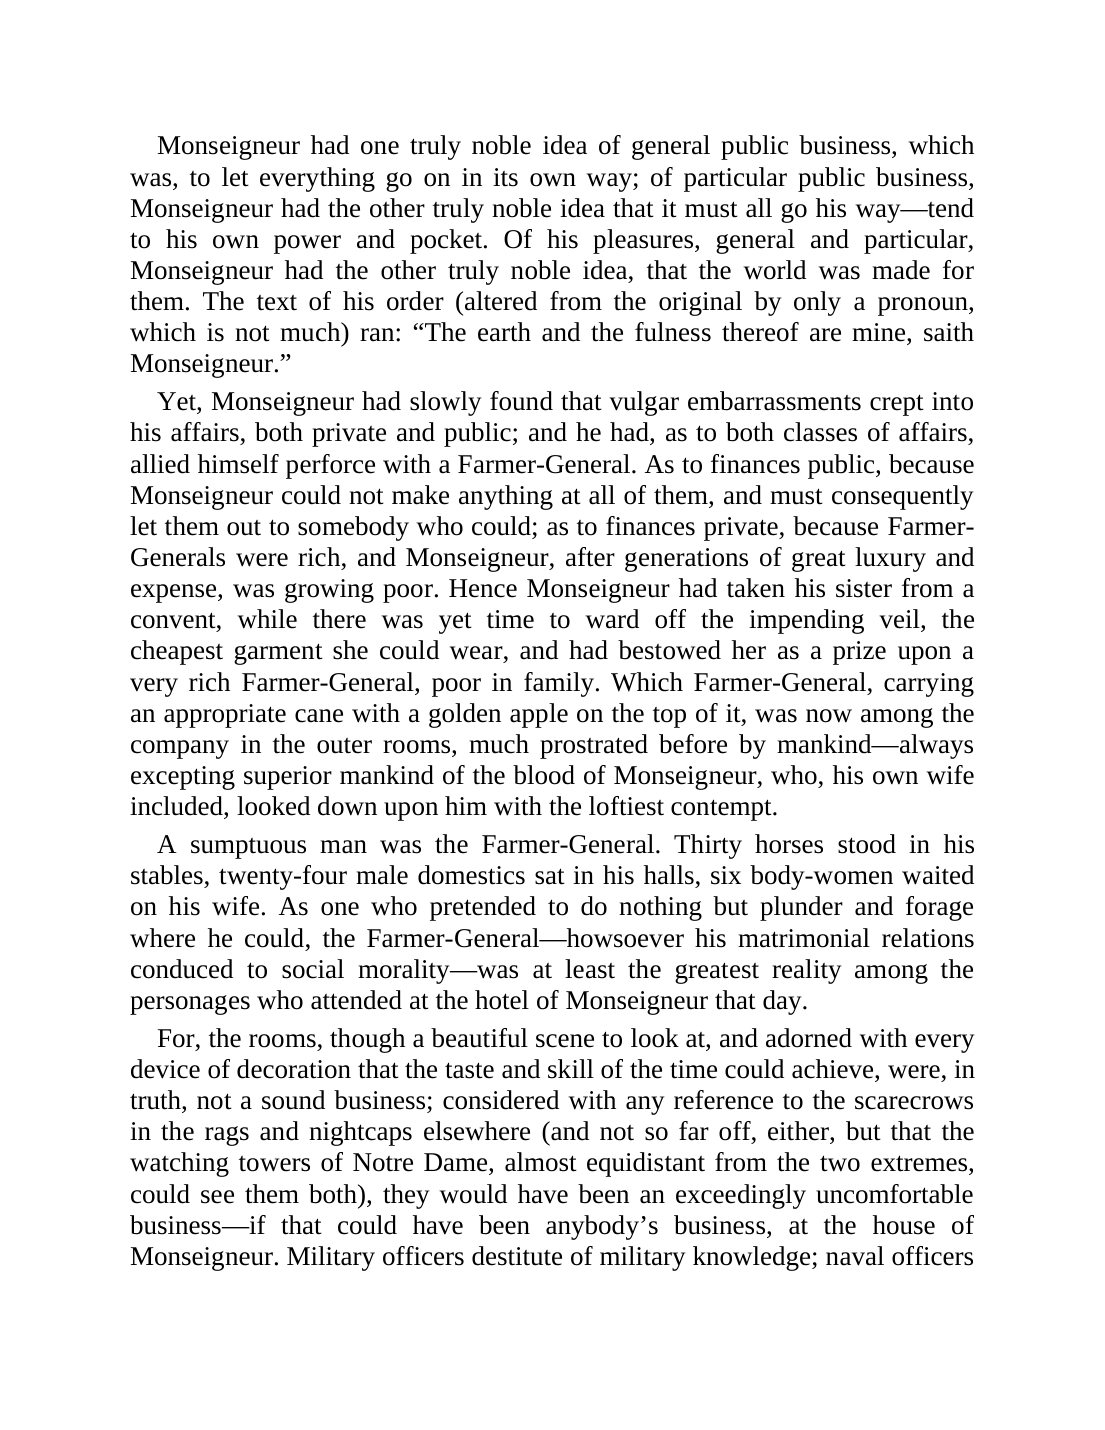 Monseigneur had one truly noble idea of general public business, which
was, to let everything go on in its own way; of particular public business,
Monseigneur had the other truly noble idea that it must all go his way—tend
to his own power and pocket. Of his pleasures, general and particular,
Monseigneur had the other truly noble idea, that the world was made for
them. The text of his order (altered from the original by only a pronoun,
which is not much) ran: “The earth and the fulness thereof are mine, saith
Monseigneur.”
Yet, Monseigneur had slowly found that vulgar embarrassments crept into
his affairs, both private and public; and he had, as to both classes of affairs,
allied himself perforce with a Farmer-General. As to finances public, because
Monseigneur could not make anything at all of them, and must consequently
let them out to somebody who could; as to finances private, because Farmer-
Generals were rich, and Monseigneur, after generations of great luxury and
expense, was growing poor. Hence Monseigneur had taken his sister from a
convent, while there was yet time to ward off the impending veil, the
cheapest garment she could wear, and had bestowed her as a prize upon a
very rich Farmer-General, poor in family. Which Farmer-General, carrying
an appropriate cane with a golden apple on the top of it, was now among the
company in the outer rooms, much prostrated before by mankind—always
excepting superior mankind of the blood of Monseigneur, who, his own wife
included, looked down upon him with the loftiest contempt.
A sumptuous man was the Farmer-General. Thirty horses stood in his
stables, twenty-four male domestics sat in his halls, six body-women waited
on his wife. As one who pretended to do nothing but plunder and forage
where he could, the Farmer-General—howsoever his matrimonial relations
conduced to social morality—was at least the greatest reality among the
personages who attended at the hotel of Monseigneur that day.
For, the rooms, though a beautiful scene to look at, and adorned with every
device of decoration that the taste and skill of the time could achieve, were, in
truth, not a sound business; considered with any reference to the scarecrows
in the rags and nightcaps elsewhere (and not so far off, either, but that the
watching towers of Notre Dame, almost equidistant from the two extremes,
could see them both), they would have been an exceedingly uncomfortable
business—if that could have been anybody’s business, at the house of
Monseigneur. Military officers destitute of military knowledge; naval officers